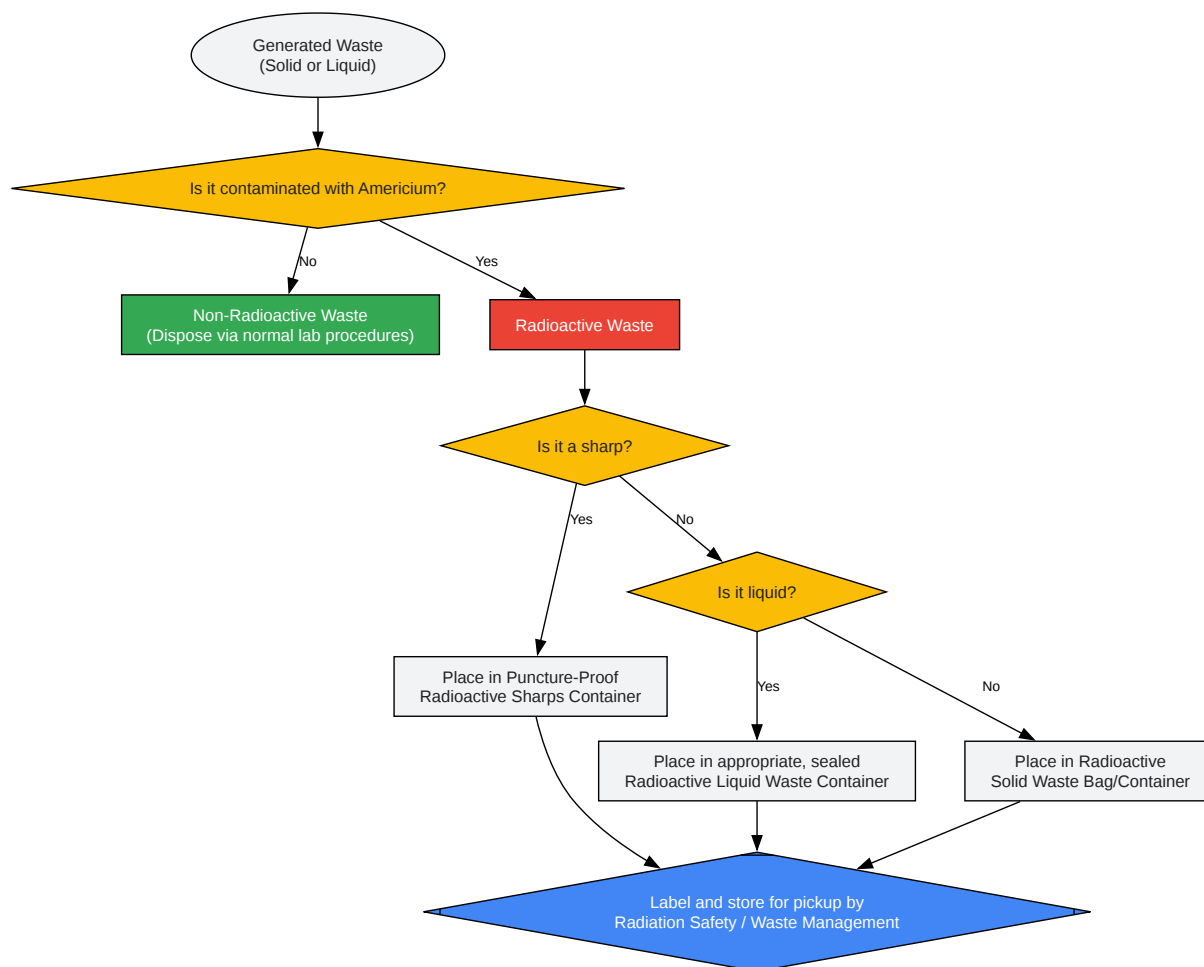 Generated Waste
(Solid or Liquid)
Is it contaminated with Americium?
No
Yes
Non-Radioactive Waste
(Dispose via normal lab procedures)
Radioactive Waste
Is it a sharp?
Yes
No
Is it liquid?
Place in Puncture-Proof
Radioactive Sharps Container
Yes
No
Place in appropriate, sealed
Radioactive Liquid Waste Container
Place in Radioactive
Solid Waste Bag/Container
Label and store for pickup by
Radiation Safety / Waste Management